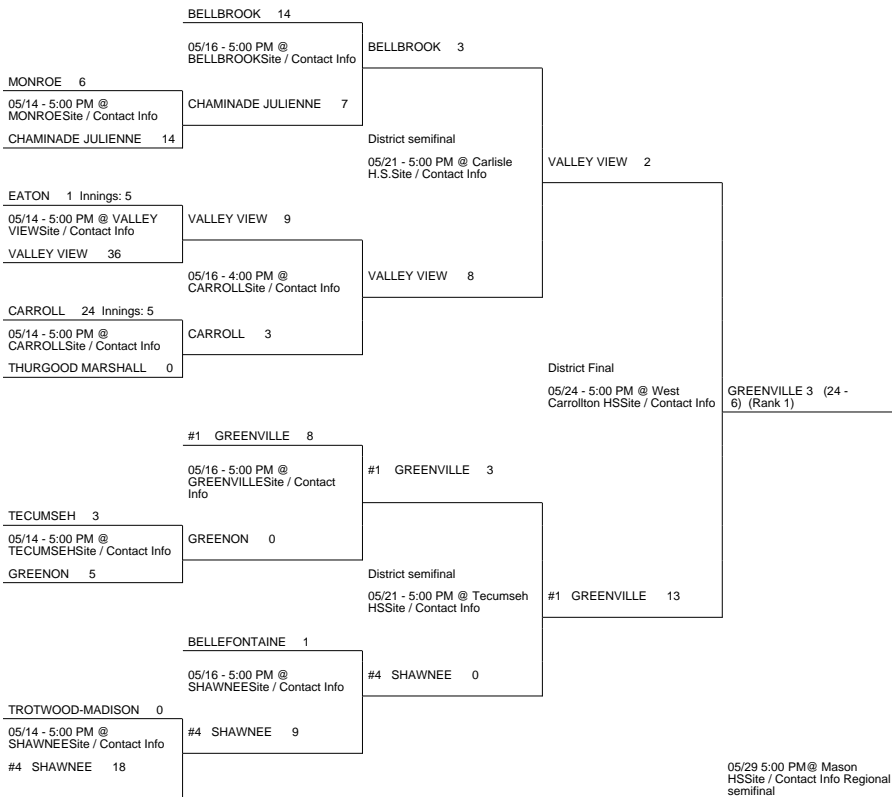 BELLBROOK 14
05/16 - 5:00 PM @
BELLBROOKSite / Contact Info
BELLBROOK 3
MONROE 6
05/14 - 5:00 PM @
MONROESite / Contact Info
CHAMINADE JULIENNE 7
CHAMINADE JULIENNE 14
District semifinal
05/21 - 5:00 PM @ Carlisle
H.S.Site / Contact Info
VALLEY VIEW 2
EATON 1 Innings: 5
05/14 - 5:00 PM @ VALLEY
VIEWSite / Contact Info
VALLEY VIEW 9
VALLEY VIEW 36
05/16 - 4:00 PM @
CARROLLSite / Contact Info
VALLEY VIEW 8
CARROLL 24 Innings: 5
05/14 - 5:00 PM @
CARROLLSite / Contact Info
CARROLL 3
THURGOOD MARSHALL 0
District Final
05/24 - 5:00 PM @ West
Carrollton HSSite / Contact Info
GREENVILLE 3 (24 -
6) (Rank 1)
#1 GREENVILLE 8
05/16 - 5:00 PM @
GREENVILLESite / Contact
Info
#1 GREENVILLE 3
TECUMSEH 3
05/14 - 5:00 PM @
TECUMSEHSite / Contact Info
GREENON 0
GREENON 5
District semifinal
05/21 - 5:00 PM @ Tecumseh
HSSite / Contact Info
#1 GREENVILLE 13
BELLEFONTAINE 1
05/16 - 5:00 PM @
SHAWNEESite / Contact Info
#4 SHAWNEE 0
TROTWOOD-MADISON 0
05/14 - 5:00 PM @
SHAWNEESite / Contact Info
#4 SHAWNEE 9
#4 SHAWNEE 18
05/29 5:00 PM@ Mason
HSSite / Contact Info Regional
semifinal